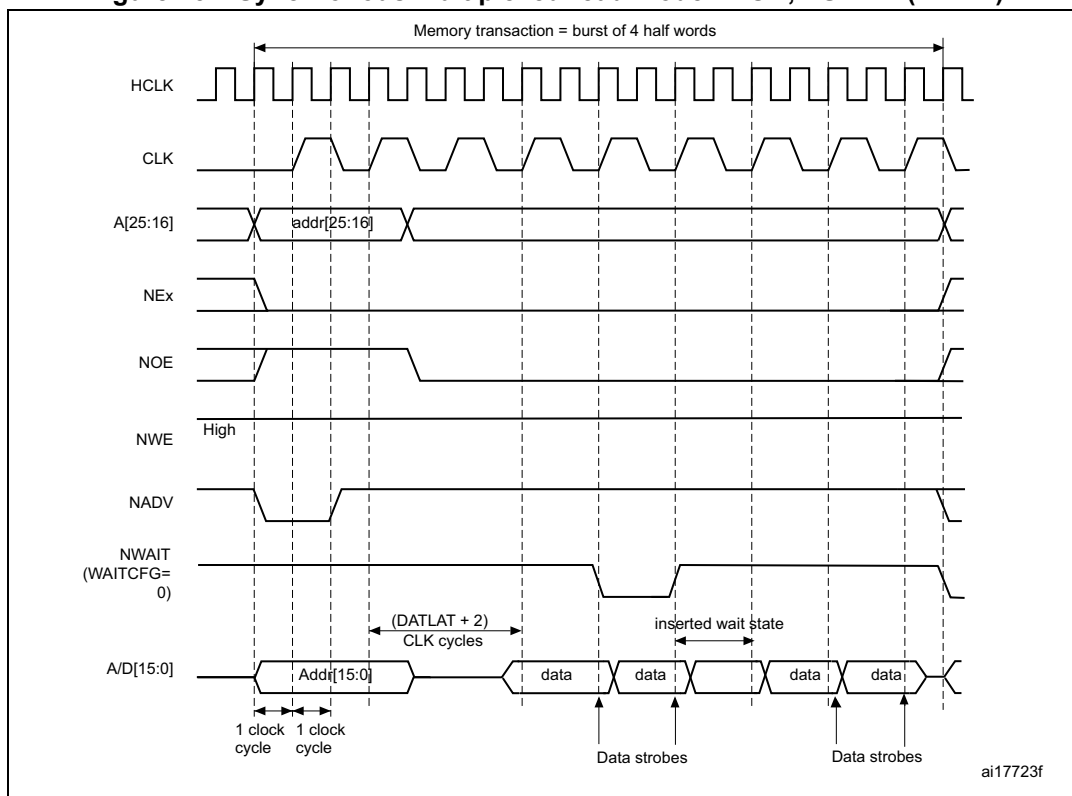 Memory transaction = burst of 4 half words
HCLK
CLK
A[25:16]
addr[25:16]
NEx
NOE
NWE
High
NADV
NWAIT
(WAITCFG=
0)
(DATLAT + 2)
CLK cycles
inserted wait state
A/D[15:0]
Addr[15:0]
data
data
data
data
1 clock
cycle
1 clock
cycle
Data strobes
Data strobes
ai17723f